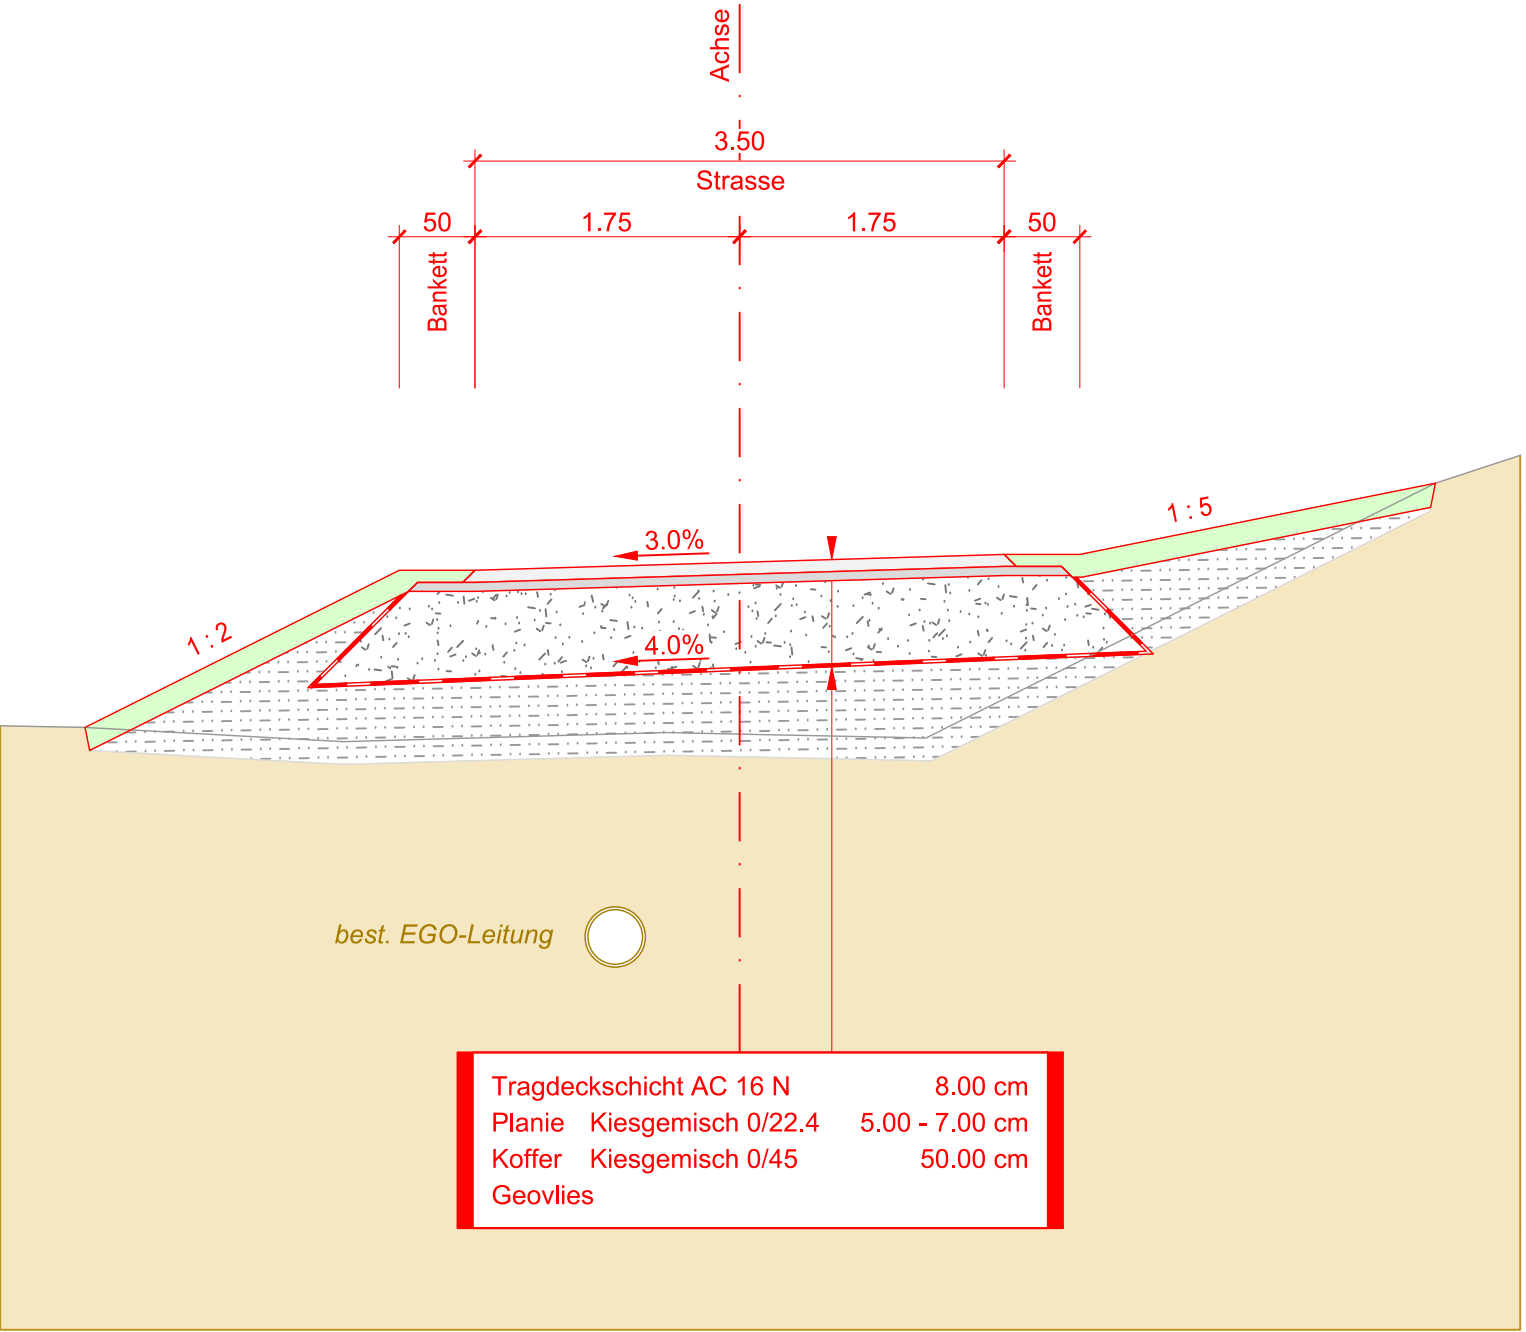 Achse
3.50
Strasse
50 1.75 1.75 50
Bankett Bankett
1 : 5
3.0%
1 : 2
4.0%
best. EGO-Leitung
Tragdeckschicht AC 16 N 8.00 cm
Planie Kiesgemisch 0/22.4 5.00 - 7.00 cm
Koffer Kiesgemisch 0/45 50.00 cm
Geovlies